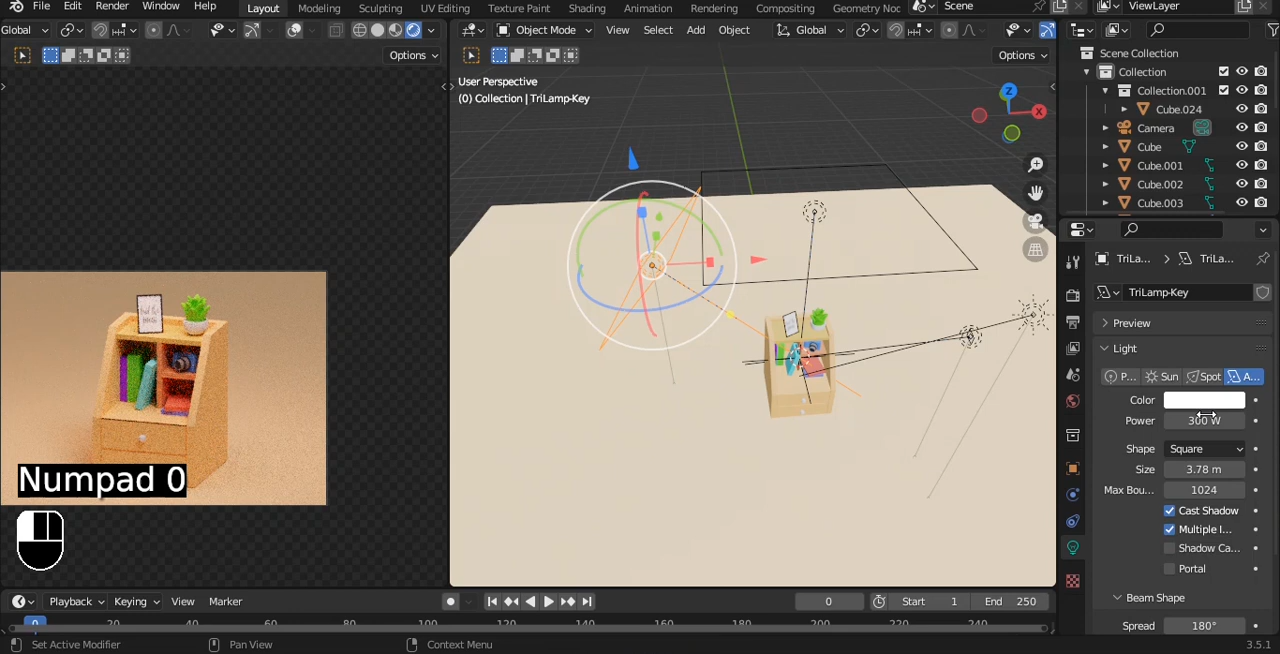 File Edit Render Window Help Layout Modeling Sculpting UV Editing Texture Paint Shading Animation Rendering Compositing Geometry Noc Scene ViewLayer
Global Object Mode View Select Add Object Global
Options Options
User Perspective
(0) Collection | TriLamp-Key
Z
X
Scene Collection
Collection
Collection.001
Cube.024
Camera
Cube
Cube.001
Cube.002
Cube.003
TriLa... > TriLa...
TriLamp-Key
Preview
Light
P... Sun Spot A...
Color
Power 300 W
Shape Square
Size 3.78 m
Max Bou... 1024
Cast Shadow
Multiple I...
Shadow Ca...
Portal
Beam Shape
Spread 180°
Numpad 0
Playback Keying View Marker 0 Start 1 End 250
0 20 40 60 80 100 120 140 160 180 200 220 240
Set Active Modifier Pan View Context Menu 3.5.1